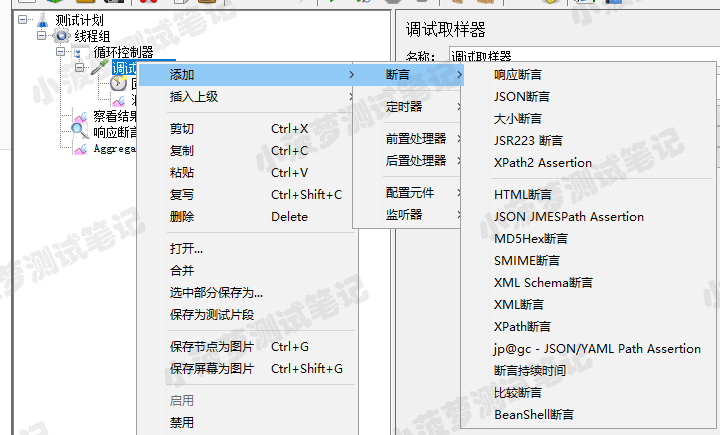 测试计划
线程组
循环控制器
调试
察看结果
响应断言
Aggrega
调试取样器
名称: 调试取样器
添加
插入上级
剪切 Ctrl+X
复制 Ctrl+C
粘贴 Ctrl+V
复写 Ctrl+Shift+C
删除 Delete
打开...
合并
选中部分保存为...
保存为测试片段
保存节点为图片 Ctrl+G
保存屏幕为图片 Ctrl+Shift+G
启用
禁用
断言
定时器
前置处理器
后置处理器
配置元件
监听器
响应断言
JSON断言
大小断言
JSR223 断言
XPath2 Assertion
HTML断言
JSON JMESPath Assertion
MD5Hex断言
SMIME断言
XML Schema断言
XML断言
XPath断言
jp@gc - JSON/YAML Path Assertion
断言持续时间
比较断言
BeanShell断言
小菠萝测试笔记